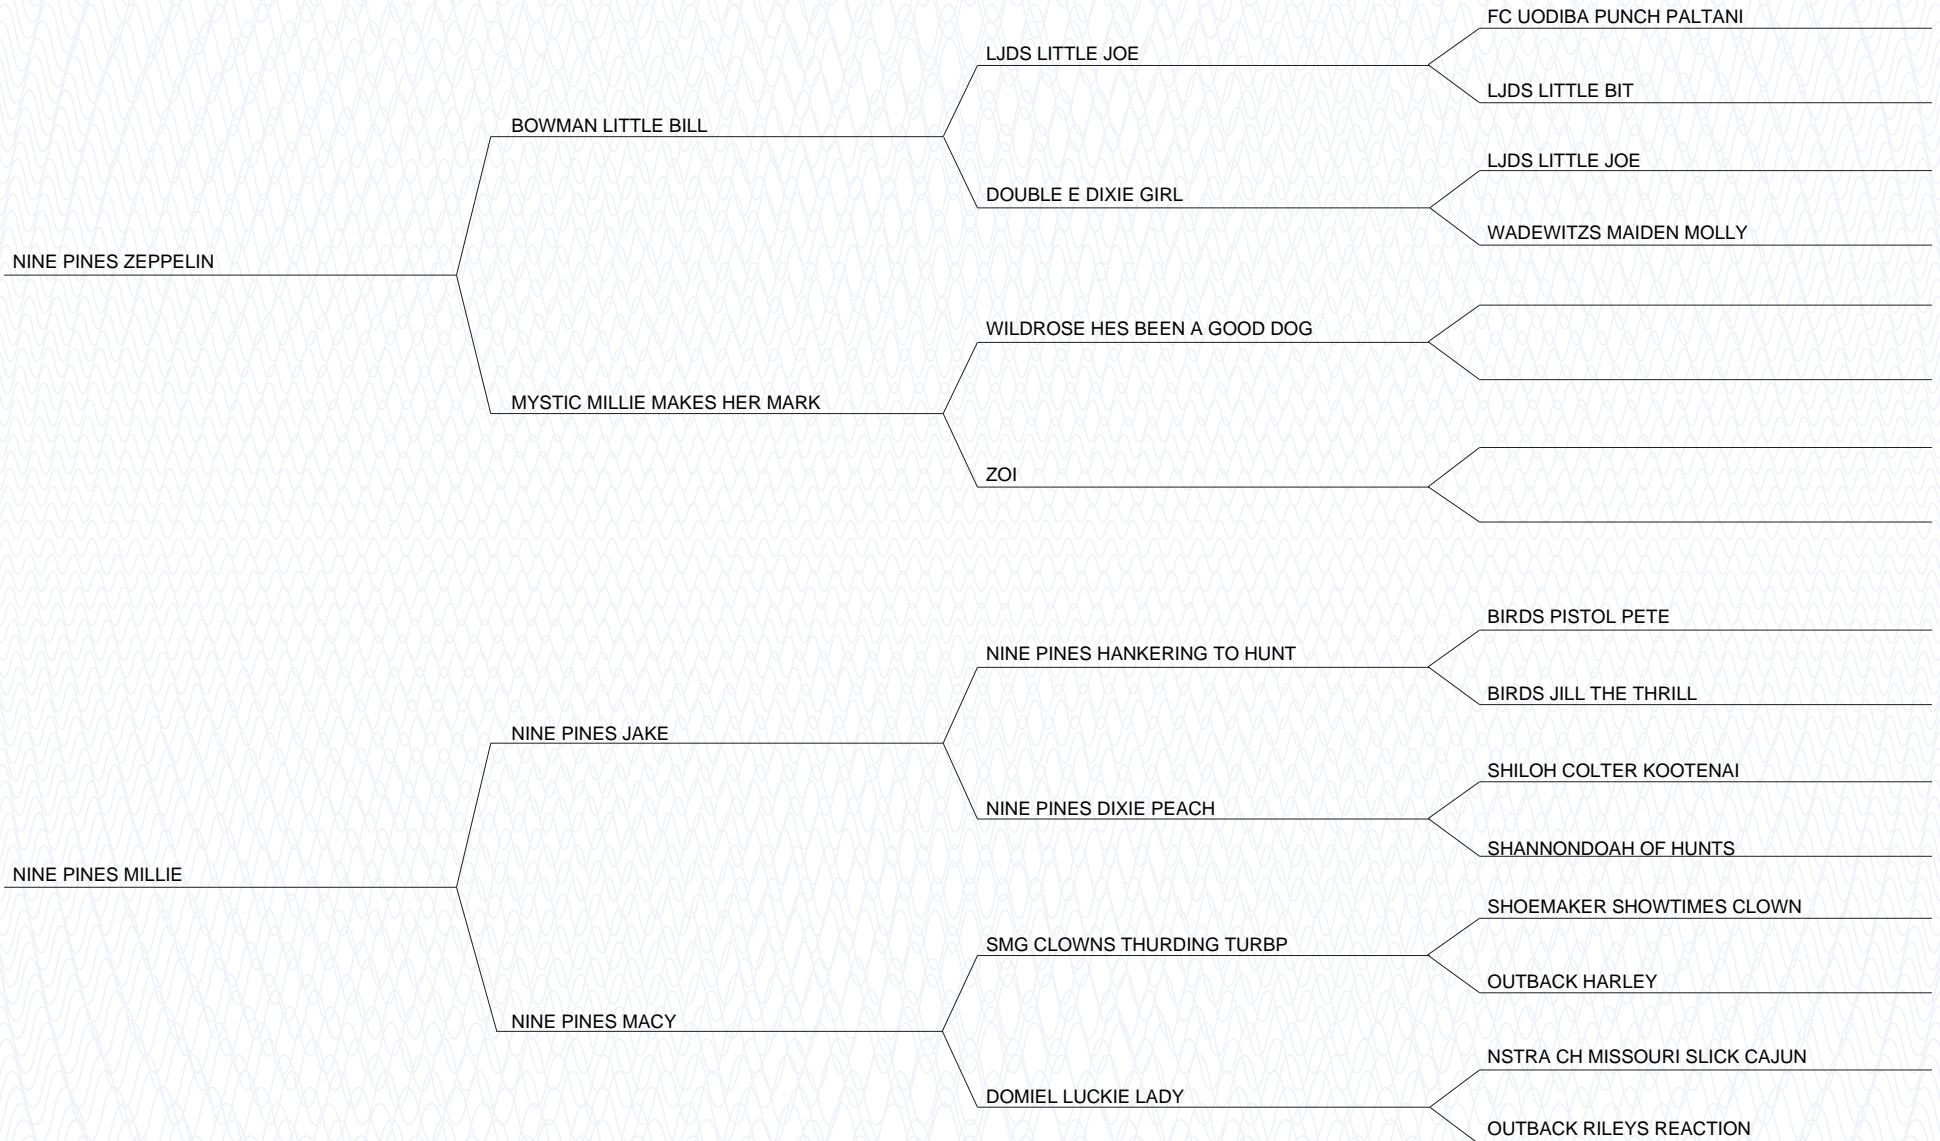 FC UODIBA PUNCH PALTANI
LJDS LITTLE JOE
LJDS LITTLE BIT
BOWMAN LITTLE BILL
LJDS LITTLE JOE
DOUBLE E DIXIE GIRL
WADEWITZS MAIDEN MOLLY
NINE PINES ZEPPELIN
WILDROSE HES BEEN A GOOD DOG
MYSTIC MILLIE MAKES HER MARK
ZOI
BIRDS PISTOL PETE
NINE PINES HANKERING TO HUNT
BIRDS JILL THE THRILL
NINE PINES JAKE
SHILOH COLTER KOOTENAI
NINE PINES DIXIE PEACH
SHANNONDOAH OF HUNTS
NINE PINES MILLIE
SHOEMAKER SHOWTIMES CLOWN
SMG CLOWNS THURDING TURBP
OUTBACK HARLEY
NINE PINES MACY
NSTRA CH MISSOURI SLICK CAJUN
DOMIEL LUCKIE LADY
OUTBACK RILEYS REACTION